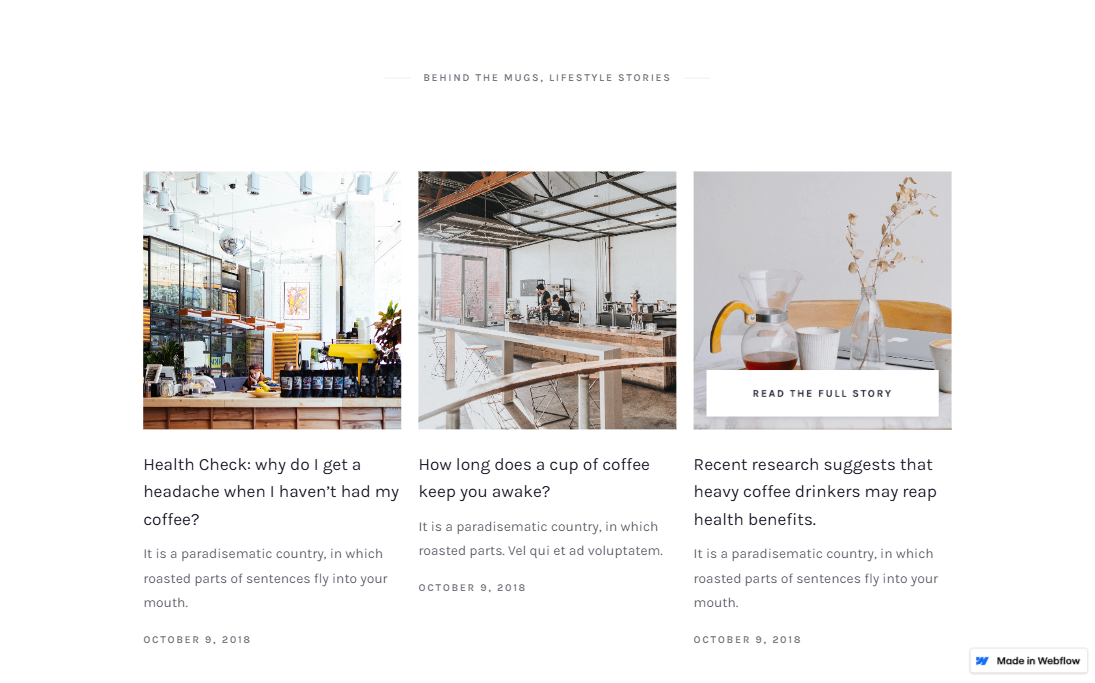 BEHIND THE MUGS, LIFESTYLE STORIES
READ THE FULL STORY
Health Check: why do I get a
headache when I haven’t had my
coffee?
It is a paradisematic country, in which
roasted parts of sentences fly into your
mouth.
OCTOBER 9, 2018
How long does a cup of coffee
keep you awake?
It is a paradisematic country, in which
roasted parts. Vel qui et ad voluptatem.
OCTOBER 9, 2018
Recent research suggests that
heavy coffee drinkers may reap
health benefits.
It is a paradisematic country, in which
roasted parts of sentences fly into your
mouth.
OCTOBER 9, 2018
Made in Webflow